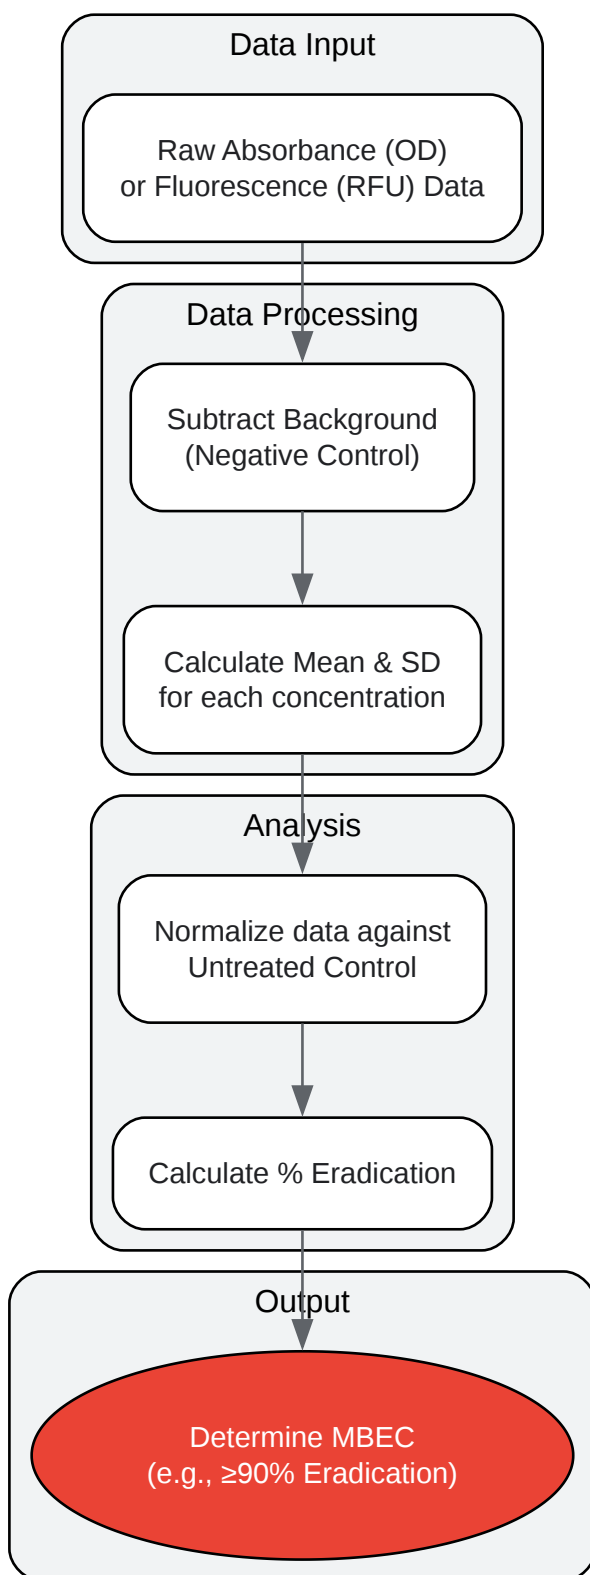 Data Input
Raw Absorbance (OD)
or Fluorescence (RFU) Data
Data Processing
Subtract Background
(Negative Control)
Calculate Mean & SD
for each concentration
Analysis
Normalize data against
Untreated Control
Calculate % Eradication
Output
Determine MBEC
(e.g., ≥90% Eradication)